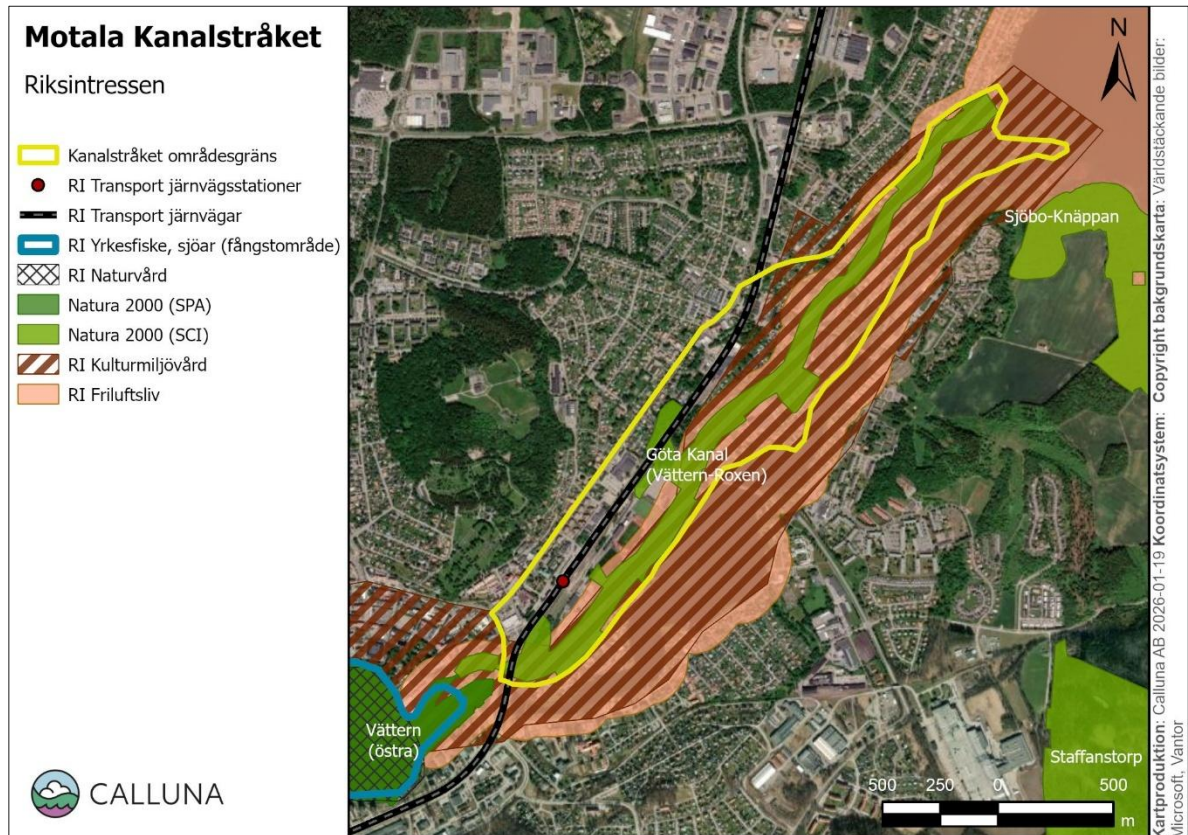 Motala Kanalstråket
Riksintressen
Kanalstråket områdesgräns
RI Transport järnvägsstationer
RI Transport järnvägar
RI Yrkesfiske, sjöar (fångstområde)
RI Naturvård
Natura 2000 (SPA)
Natura 2000 (SCI)
RI Kulturmiljövård
RI Friluftsliv
CALLUNA
N
Sjöbo-Knäppan
Göta Kanal
(Vättern-Roxen)
Vättern
(östra)
Staffanstorp
500 250 0 500
m
Kartproduktion: Calluna AB 2026-01-19 Koordinatsystem: Copyright bakgrundskarta: Världstäckande bilder:
Microsoft, Vantor